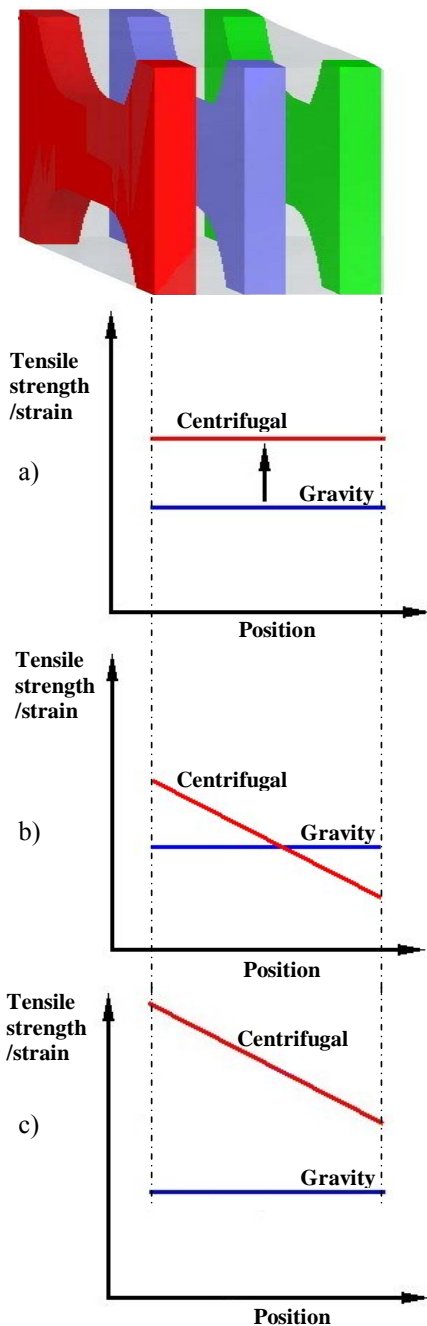 Tensile
strength
/strain
Centrifugal
a)
Gravity
Position
Tensile
strength
/strain
Centrifugal
b)
Gravity
Position
Tensile
strength
/strain
Centrifugal
c)
Gravity
Position